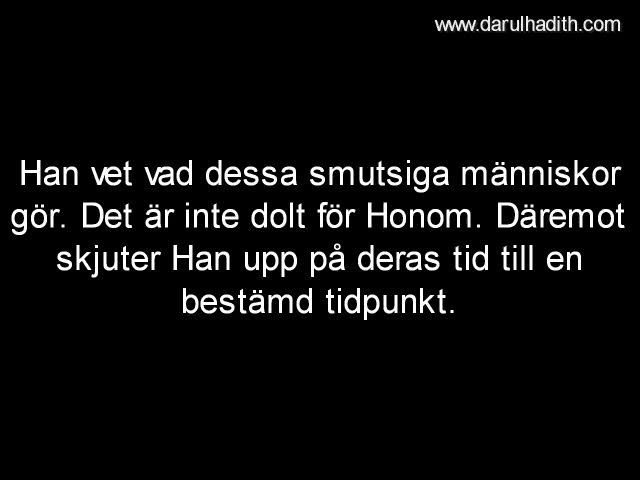 www.darulhadith.com
Han vet vad dessa smutsiga människor
gör. Det är inte dolt för Honom. Däremot
skjuter Han upp på deras tid till en
bestämd tidpunkt.